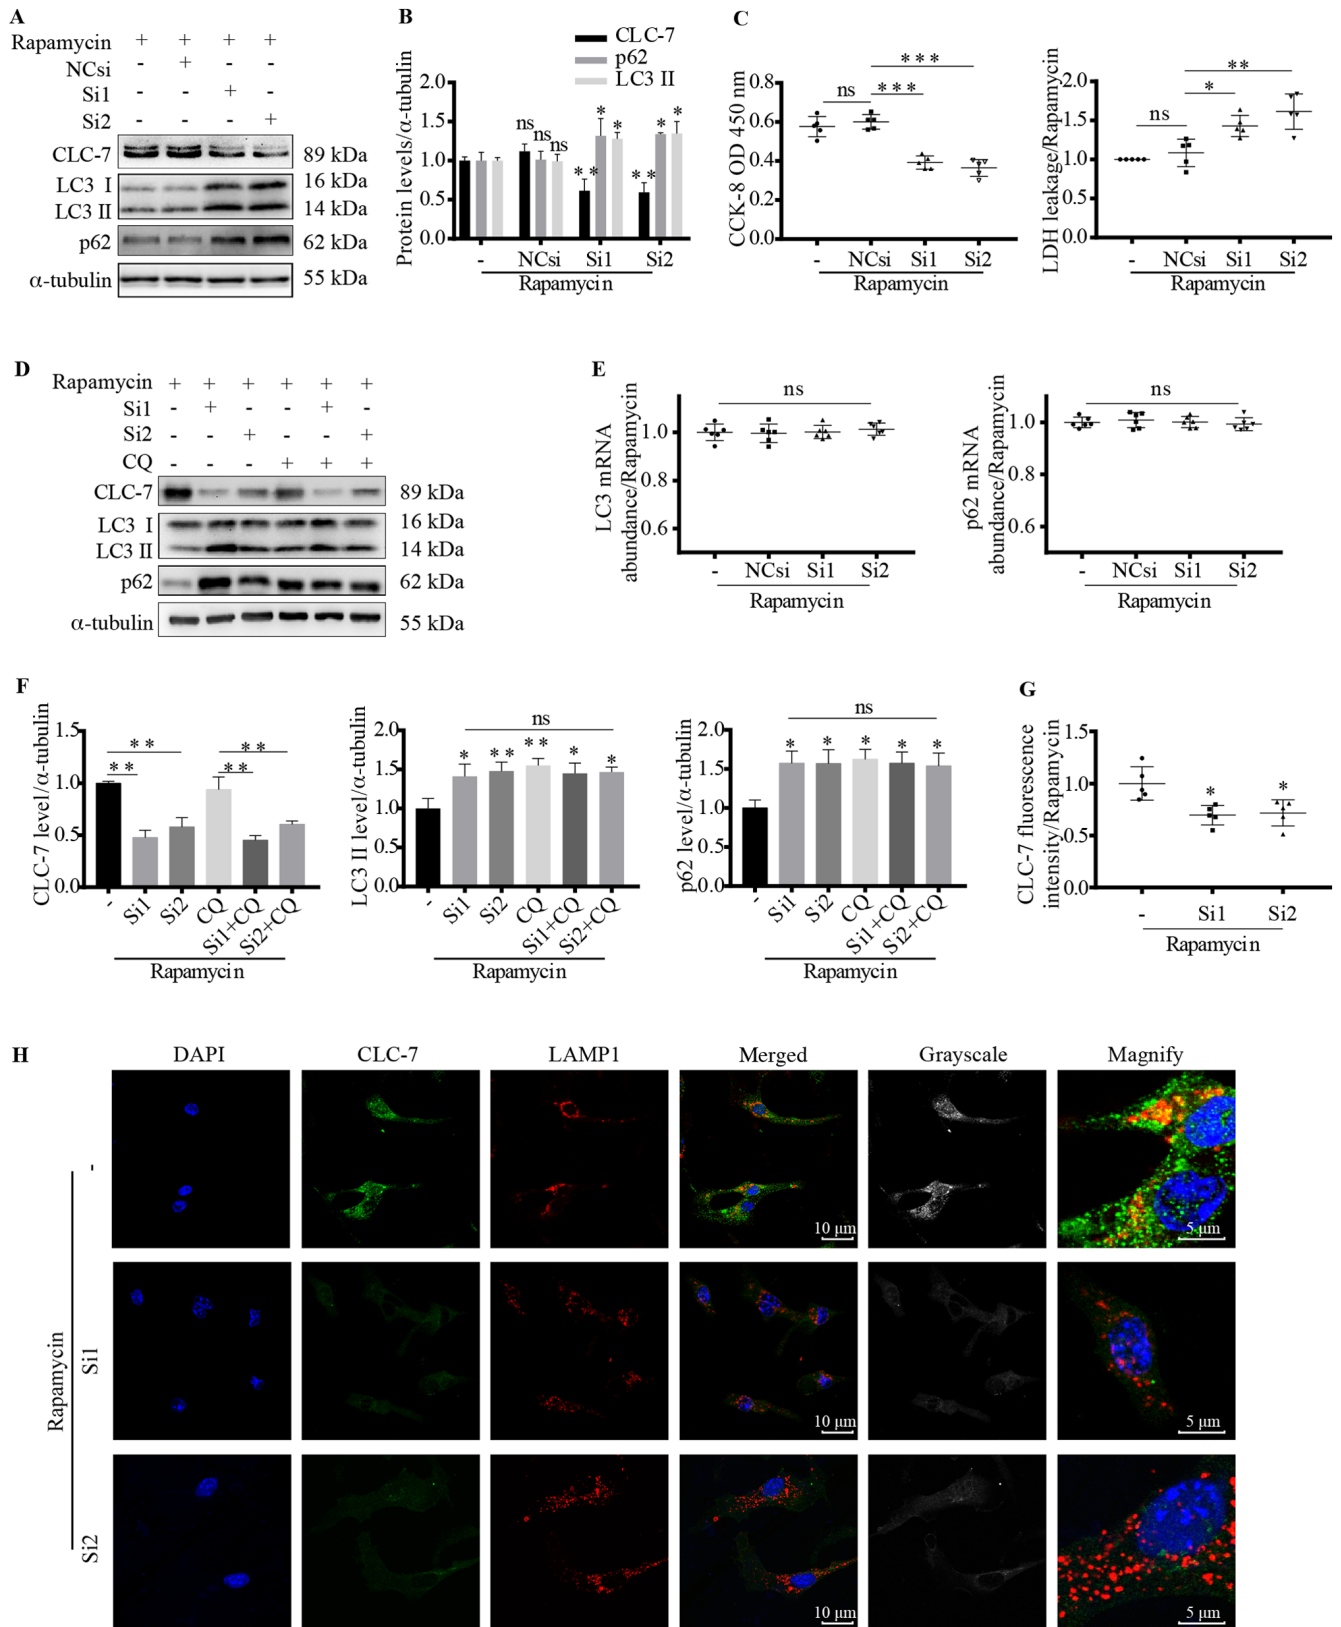 A
Rapamycin + + + +
NCsi - + - -
Si1 - - + -
Si2 - - - +
CLC-7 89 kDa
LC3 I 16 kDa
LC3 II 14 kDa
p62 62 kDa
α-tubulin 55 kDa
B
CLC-7
p62
LC3 II
Protein levels/α-tubulin
2.0
1.5
1.0
0.5
0.0
ns ns ns ** * * ** * *
- NCsi Si1 Si2
Rapamycin
C
CCK-8 OD 450 nm
0.8
0.6
0.4
0.2
0.0
ns *** ***
- NCsi Si1 Si2
Rapamycin
LDH leakage/Rapamycin
2.0
1.5
1.0
0.5
0.0
ns * **
- NCsi Si1 Si2
Rapamycin
D
Rapamycin + + + + + +
Si1 - + - - + -
Si2 - - + - - +
CQ - - - + + +
CLC-7 89 kDa
LC3 I 16 kDa
LC3 II 14 kDa
p62 62 kDa
α-tubulin 55 kDa
E
LC3 mRNA
abundance/Rapamycin
1.0
0.8
0.6
ns
- NCsi Si1 Si2
Rapamycin
p62 mRNA
abundance/Rapamycin
1.0
0.8
0.6
ns
- NCsi Si1 Si2
Rapamycin
F
CLC-7 level/α-tubulin
1.5
1.0
0.5
0.0
** ** ** **
- Si1 Si2 CQ Si1+CQ Si2+CQ
Rapamycin
LC3 II level/α-tubulin
2.0
1.5
1.0
0.5
0.0
ns
* ** ** * *
- Si1 Si2 CQ Si1+CQ Si2+CQ
Rapamycin
p62 level/α-tubulin
2.0
1.5
1.0
0.5
0.0
ns
* * * * *
- Si1 Si2 CQ Si1+CQ Si2+CQ
Rapamycin
G
CLC-7 fluorescence
intensity/Rapamycin
1.5
1.0
0.5
0.0
* *
- Si1 Si2
Rapamycin
H
DAPI CLC-7 LAMP1 Merged Grayscale Magnify
Rapamycin
-
10 μm 5 μm
Si1
10 μm 5 μm
Si2
10 μm 5 μm